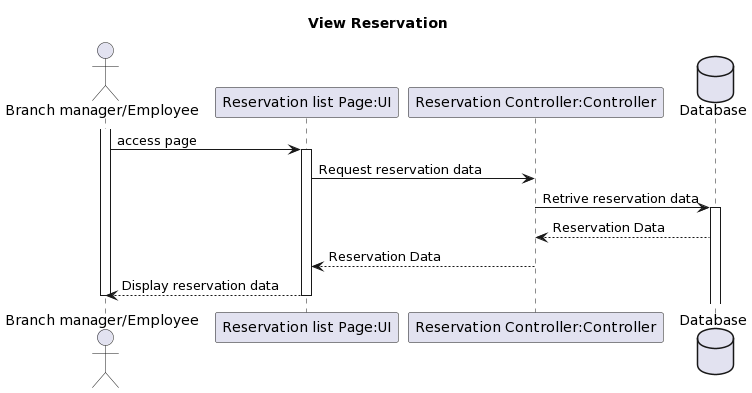 View Reservation
Branch manager/Employee
Reservation list Page:UI
Reservation Controller:Controller
Database
access page
Request reservation data
Retrive reservation data
Reservation Data
Reservation Data
Display reservation data
Branch manager/Employee
Reservation list Page:UI
Reservation Controller:Controller
Database